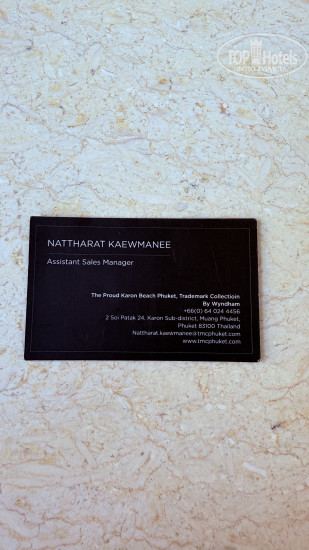 TOP Hotels
NATTHARAT KAEWMANEE
Assistant Sales Manager
The Proud Karon Beach Phuket, Trademark Collectioin
By Wyndham
+66(0) 64 024 4456
2 Soi Patak 24, Karon Sub-district, Muang Phuket,
Phuket 83100 Thailand
Nattharat.kaewmanee@tmcphuket.com
www.tmcphuket.com